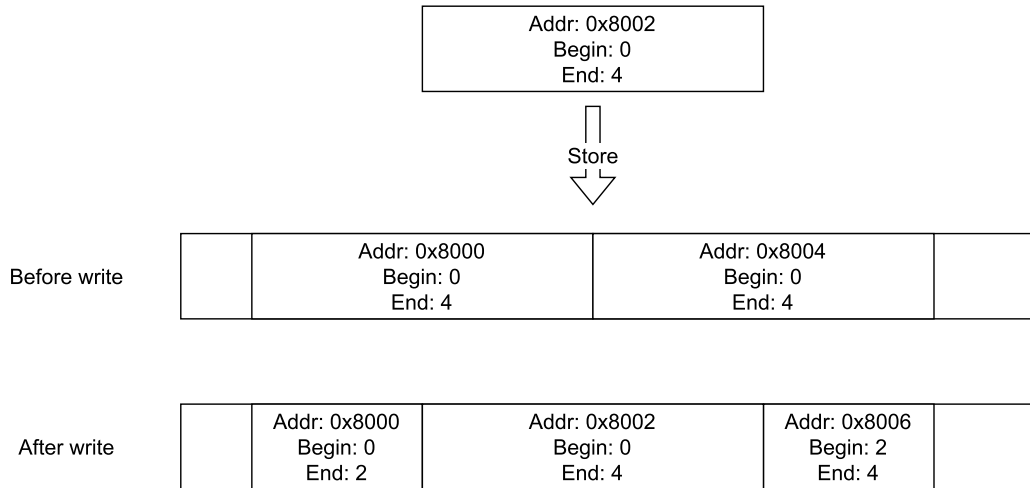 Addr: 0x8002
Begin: 0
End: 4
Store
Before write
Addr: 0x8000
Begin: 0
End: 4
Addr: 0x8004
Begin: 0
End: 4
After write
Addr: 0x8000
Begin: 0
End: 2
Addr: 0x8002
Begin: 0
End: 4
Addr: 0x8006
Begin: 2
End: 4